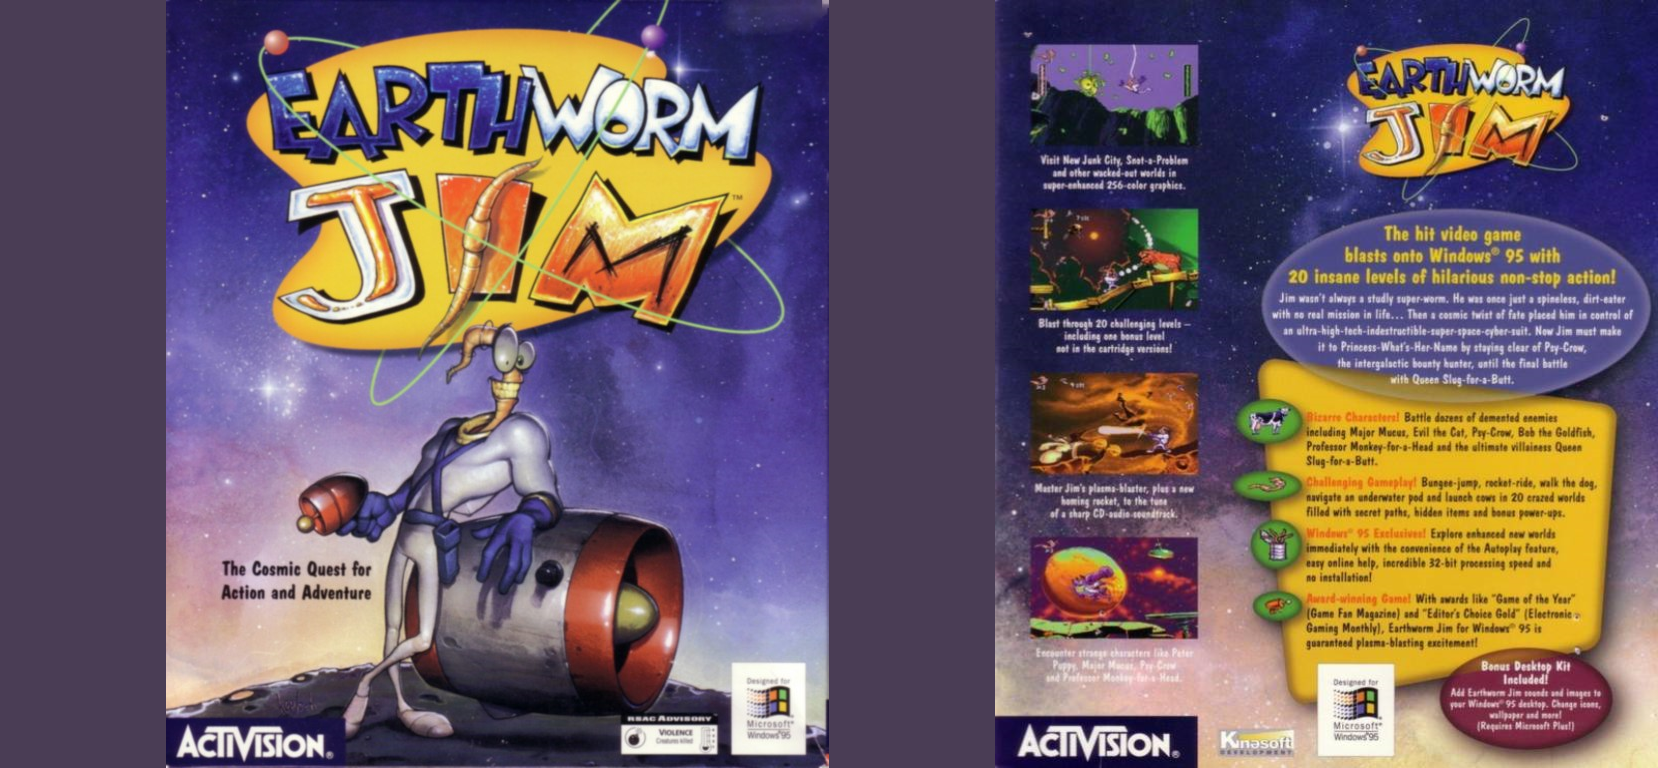 EARTHWORM
JIM™
The Cosmic Quest for
Action and Adventure
ACTIVISION®
RSAC ADVISORY™
VIOLENCE
Creatures killed
Designed for
Microsoft®
Windows®95
Visit New Junk City, Snot-a-Problem
and other wacked-out worlds in
super-enhanced 256-color graphics.
Blast through 20 challenging levels –
including one bonus level
not in the cartridge versions!
Master Jim's plasma-blaster, plus a new
homing rocket, to the tune
of a sharp CD-audio soundtrack.
Encounter strange characters like Peter
Puppy, Major Mucus, Psy-Crow
and Professor Monkey-for-a-Head.
EARTHWORM
JIM
The hit video game
blasts onto Windows® 95 with
20 insane levels of hilarious non-stop action!
Jim wasn't always a studly super-worm. He was once just a spineless, dirt-eater
with no real mission in life... Then a cosmic twist of fate placed him in control of
an ultra-high-tech-indestructible-super-space-cyber-suit. Now Jim must make
it to Princess-What's-Her-Name by staying clear of Psy-Crow,
the intergalactic bounty hunter, until the final battle
with Queen Slug-for-a-Butt.
Bizarro Characters! Battle dozens of demented enemies
including Major Mucus, Evil the Cat, Psy-Crow, Bob the Goldfish,
Professor Monkey-for-a-Head and the ultimate villainess Queen
Slug-for-a-Butt.
Challenging Gameplay! Bungee-jump, rocket-ride, walk the dog,
navigate an underwater pod and launch cows in 20 crazed worlds
filled with secret paths, hidden items and bonus power-ups.
Windows® 95 Exclusives! Explore enhanced new worlds
immediately with the convenience of the Autoplay feature,
easy online help, incredible 32-bit processing speed and
no installation!
Award-winning Game! With awards like "Game of the Year"
(Game Fan Magazine) and "Editor's Choice Gold" (Electronic
Gaming Monthly), Earthworm Jim for Windows® 95 is
guaranteed plasma-blasting excitement!
Bonus Desktop Kit
Included!
Add Earthworm Jim sounds and images to
your Windows® 95 desktop. Change icons,
wallpaper and more!
(Requires Microsoft Plus!)
ACTIVISION®
Kinasoft
DEVELOPMENT
Designed for
Microsoft®
Windows®95